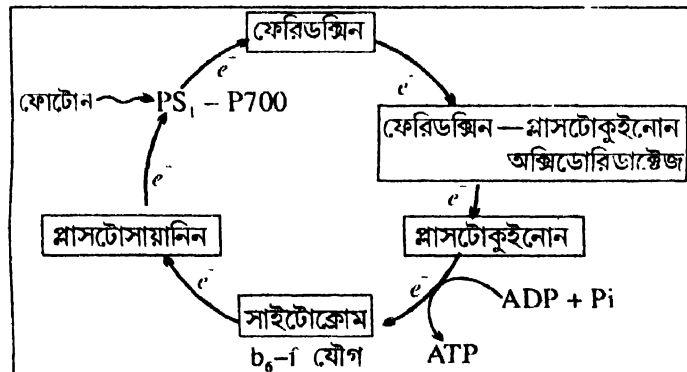 ফেরিডক্সিন
e⁻
e⁻
ফোটোন
PS₁ – P700
ফেরিডক্সিন — প্লাসটোকুইনোন
অক্সিডোরিডাক্টেজ
e⁻
e⁻
প্লাসটোসায়ানিন
প্লাসটোকুইনোন
e⁻
e⁻
ADP + Pi
সাইটোক্রোম
b₆-f যৌগ
ATP